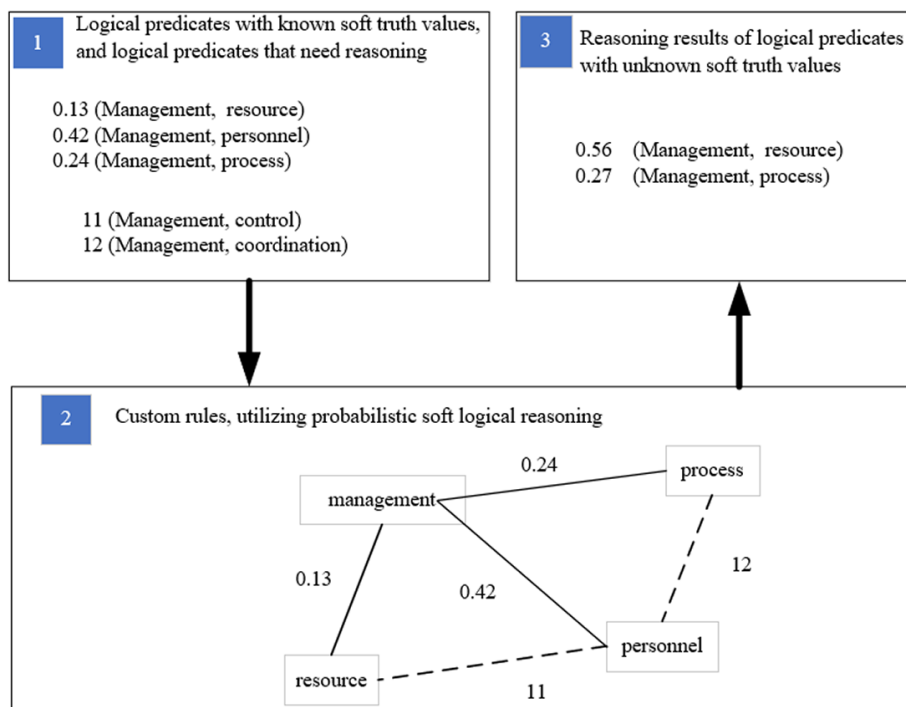 1
Logical predicates with known soft truth values,
and logical predicates that need reasoning
0.13 (Management, resource)
0.42 (Management, personnel)
0.24 (Management, process)
11 (Management, control)
12 (Management, coordination)
3
Reasoning results of logical predicates
with unknown soft truth values
0.56 (Management, resource)
0.27 (Management, process)
2
Custom rules, utilizing probabilistic soft logical reasoning
0.24
process
management
0.13
0.42
12
personnel
resource
11